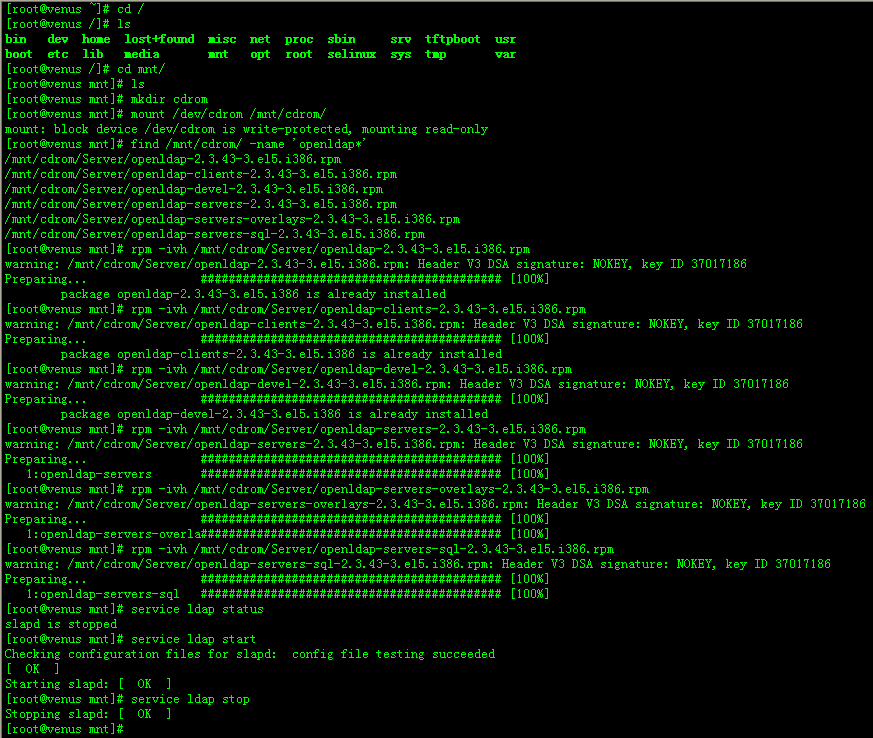 [root@venus ~]# cd /
[root@venus /]# ls
bin   dev  home  lost+found  misc  net  proc  sbin     srv  tftpboot  usr
boot  etc  lib   media       mnt   opt  root  selinux  sys  tmp       var
[root@venus /]# cd mnt/
[root@venus mnt]# ls
[root@venus mnt]# mkdir cdrom
[root@venus mnt]# mount /dev/cdrom /mnt/cdrom/
mount: block device /dev/cdrom is write-protected, mounting read-only
[root@venus mnt]# find /mnt/cdrom/ -name 'openldap*'
/mnt/cdrom/Server/openldap-2.3.43-3.el5.i386.rpm
/mnt/cdrom/Server/openldap-clients-2.3.43-3.el5.i386.rpm
/mnt/cdrom/Server/openldap-devel-2.3.43-3.el5.i386.rpm
/mnt/cdrom/Server/openldap-servers-2.3.43-3.el5.i386.rpm
/mnt/cdrom/Server/openldap-servers-overlays-2.3.43-3.el5.i386.rpm
/mnt/cdrom/Server/openldap-servers-sql-2.3.43-3.el5.i386.rpm
[root@venus mnt]# rpm -ivh /mnt/cdrom/Server/openldap-2.3.43-3.el5.i386.rpm
warning: /mnt/cdrom/Server/openldap-2.3.43-3.el5.i386.rpm: Header V3 DSA signature: NOKEY, key ID 37017186
Preparing...                ########################################### [100%]
        package openldap-2.3.43-3.el5.i386 is already installed
[root@venus mnt]# rpm -ivh /mnt/cdrom/Server/openldap-clients-2.3.43-3.el5.i386.rpm
warning: /mnt/cdrom/Server/openldap-clients-2.3.43-3.el5.i386.rpm: Header V3 DSA signature: NOKEY, key ID 37017186
Preparing...                ########################################### [100%]
        package openldap-clients-2.3.43-3.el5.i386 is already installed
[root@venus mnt]# rpm -ivh /mnt/cdrom/Server/openldap-devel-2.3.43-3.el5.i386.rpm
warning: /mnt/cdrom/Server/openldap-devel-2.3.43-3.el5.i386.rpm: Header V3 DSA signature: NOKEY, key ID 37017186
Preparing...                ########################################### [100%]
        package openldap-devel-2.3.43-3.el5.i386 is already installed
[root@venus mnt]# rpm -ivh /mnt/cdrom/Server/openldap-servers-2.3.43-3.el5.i386.rpm
warning: /mnt/cdrom/Server/openldap-servers-2.3.43-3.el5.i386.rpm: Header V3 DSA signature: NOKEY, key ID 37017186
Preparing...                ########################################### [100%]
   1:openldap-servers       ########################################### [100%]
[root@venus mnt]# rpm -ivh /mnt/cdrom/Server/openldap-servers-overlays-2.3.43-3.el5.i386.rpm
warning: /mnt/cdrom/Server/openldap-servers-overlays-2.3.43-3.el5.i386.rpm: Header V3 DSA signature: NOKEY, key ID 37017186
Preparing...                ########################################### [100%]
   1:openldap-servers-overla########################################### [100%]
[root@venus mnt]# rpm -ivh /mnt/cdrom/Server/openldap-servers-sql-2.3.43-3.el5.i386.rpm
warning: /mnt/cdrom/Server/openldap-servers-sql-2.3.43-3.el5.i386.rpm: Header V3 DSA signature: NOKEY, key ID 37017186
Preparing...                ########################################### [100%]
   1:openldap-servers-sql   ########################################### [100%]
[root@venus mnt]# service ldap status
slapd is stopped
[root@venus mnt]# service ldap start
Checking configuration files for slapd:  config file testing succeeded
[  OK  ]
Starting slapd: [  OK  ]
[root@venus mnt]# service ldap stop
Stopping slapd: [  OK  ]
[root@venus mnt]#